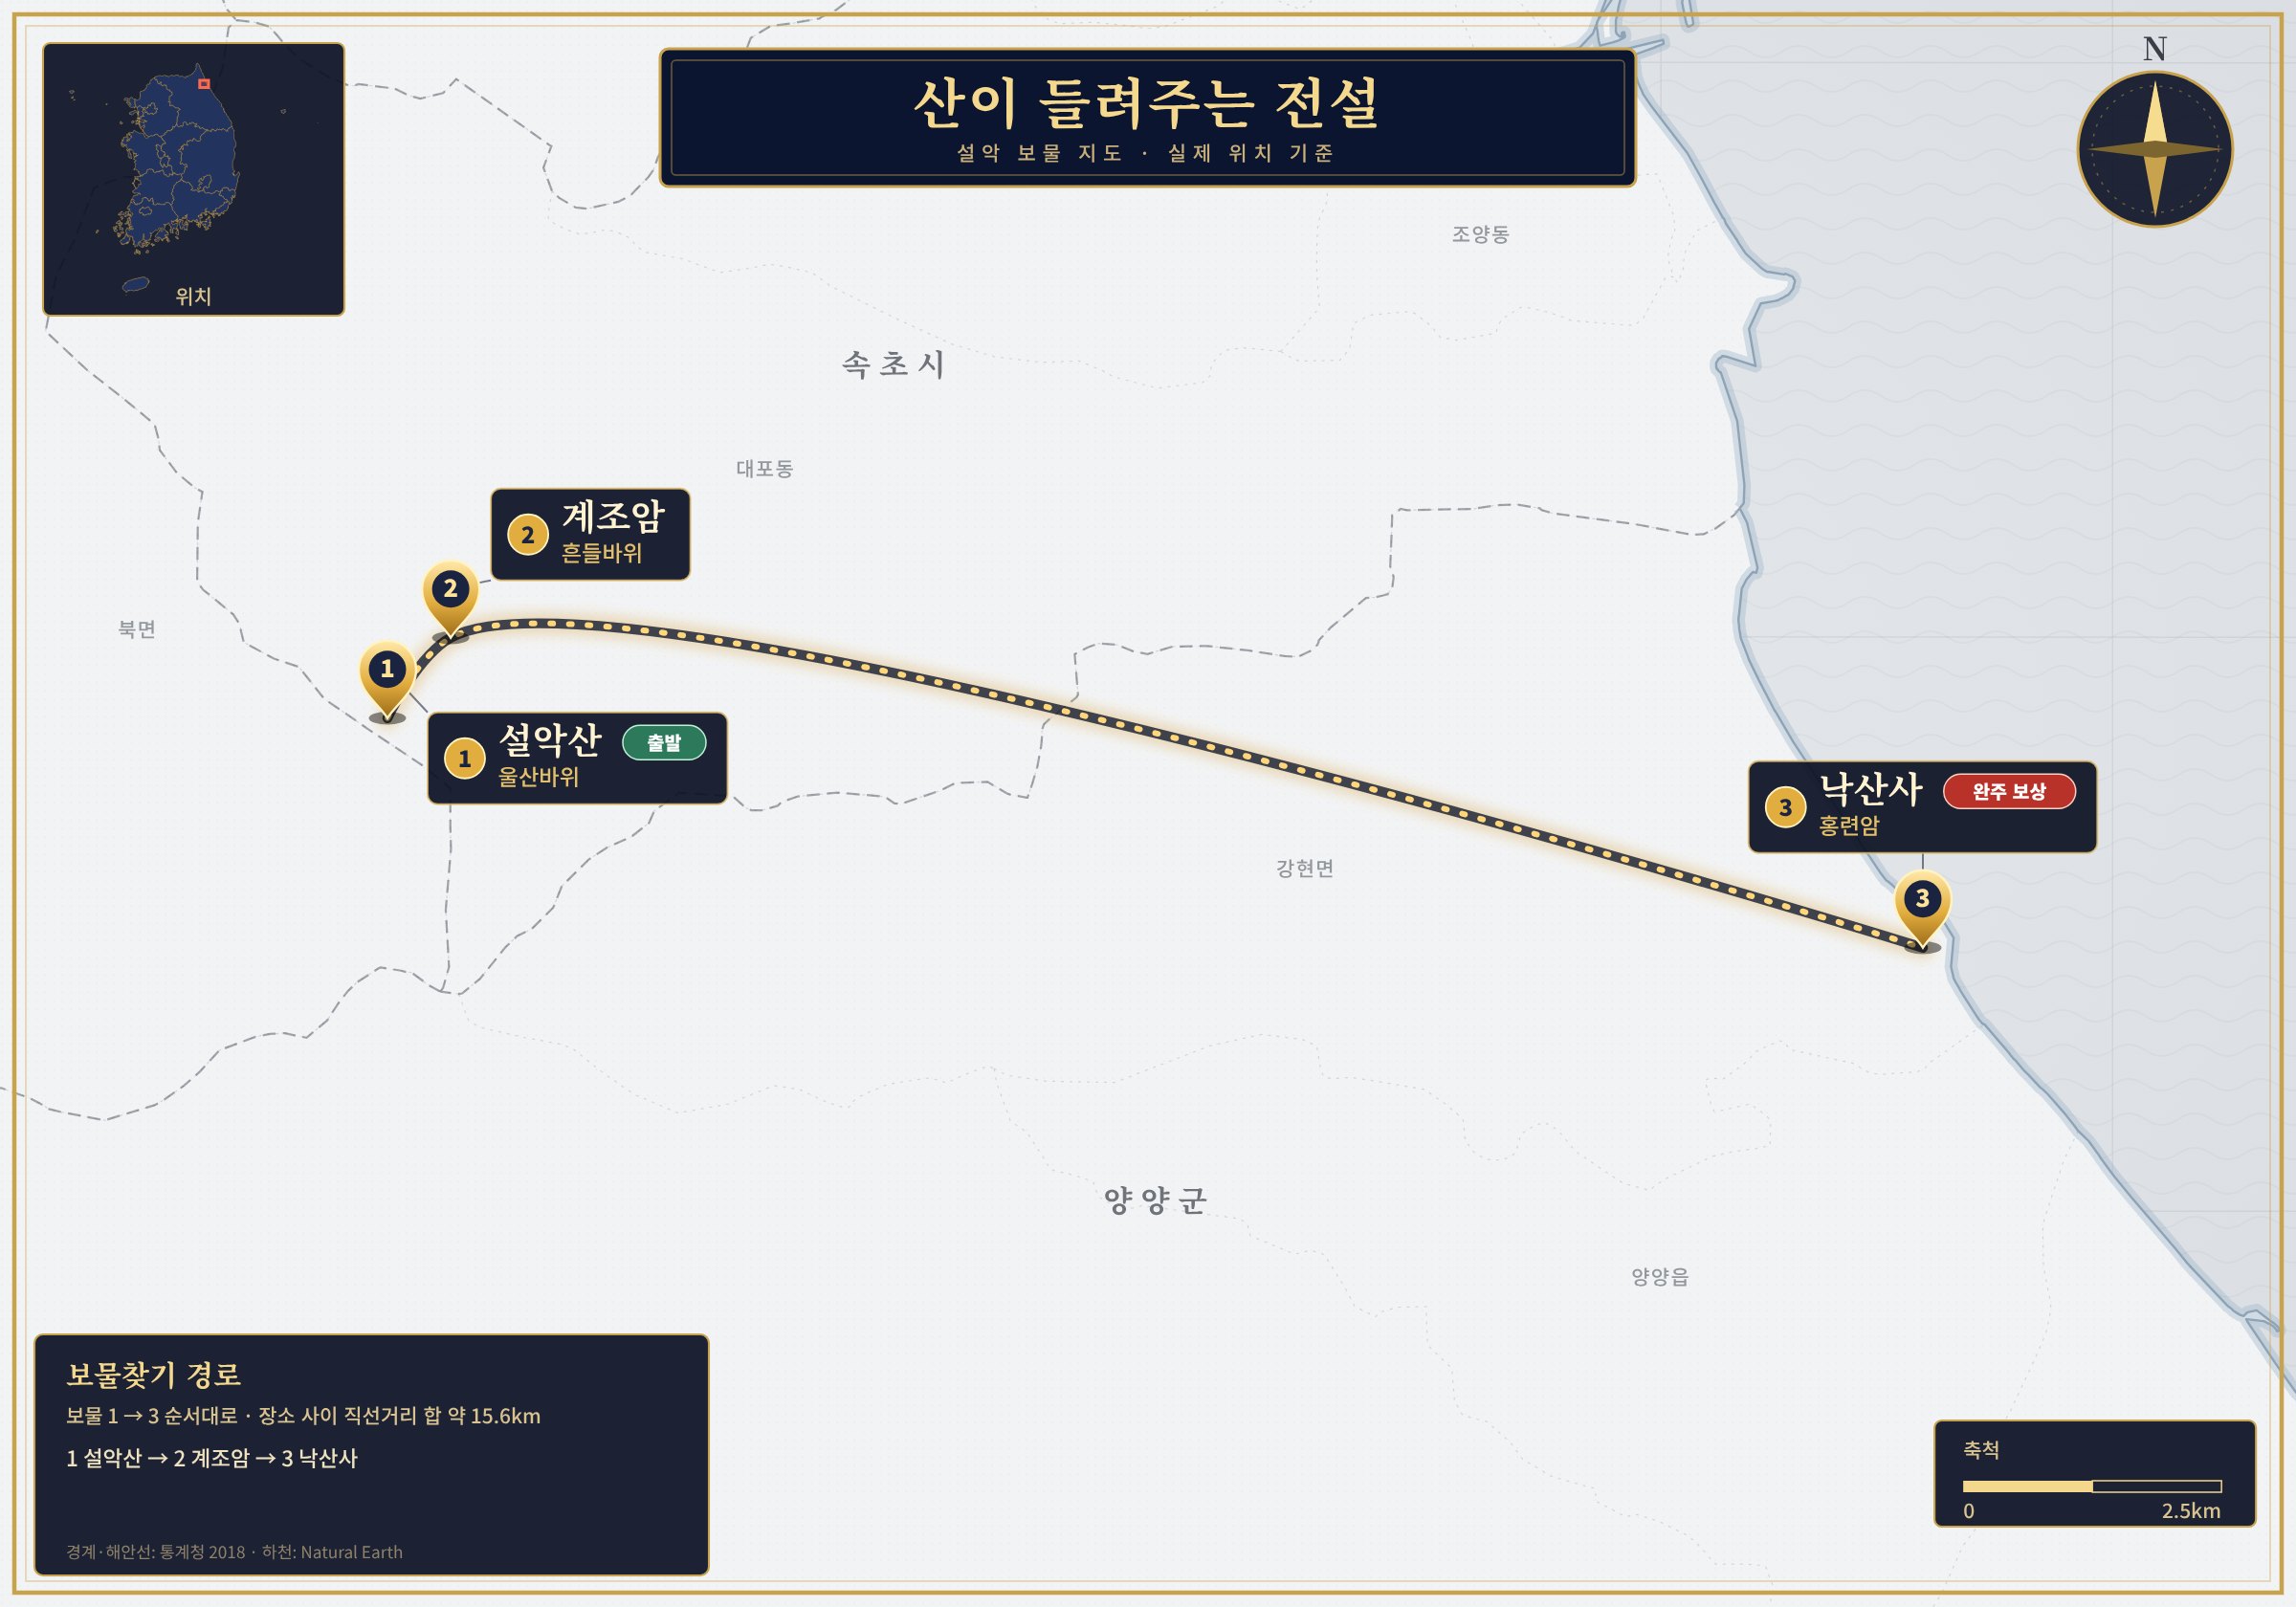 산이 들려주는 전설
설악 보물 지도 · 실제 위치 기준
N
위치
조양동
속초시
대포동
2 계조암
흔들바위
2
북면
1
1 설악산 출발
울산바위
3 낙산사 완주 보상
홍련암
3
강현면
양양군
양양읍
보물찾기 경로
보물 1 → 3 순서대로 · 장소 사이 직선거리 합 약 15.6km
1 설악산 → 2 계조암 → 3 낙산사
경계·해안선: 통계청 2018 · 하천: Natural Earth
축척
0 2.5km